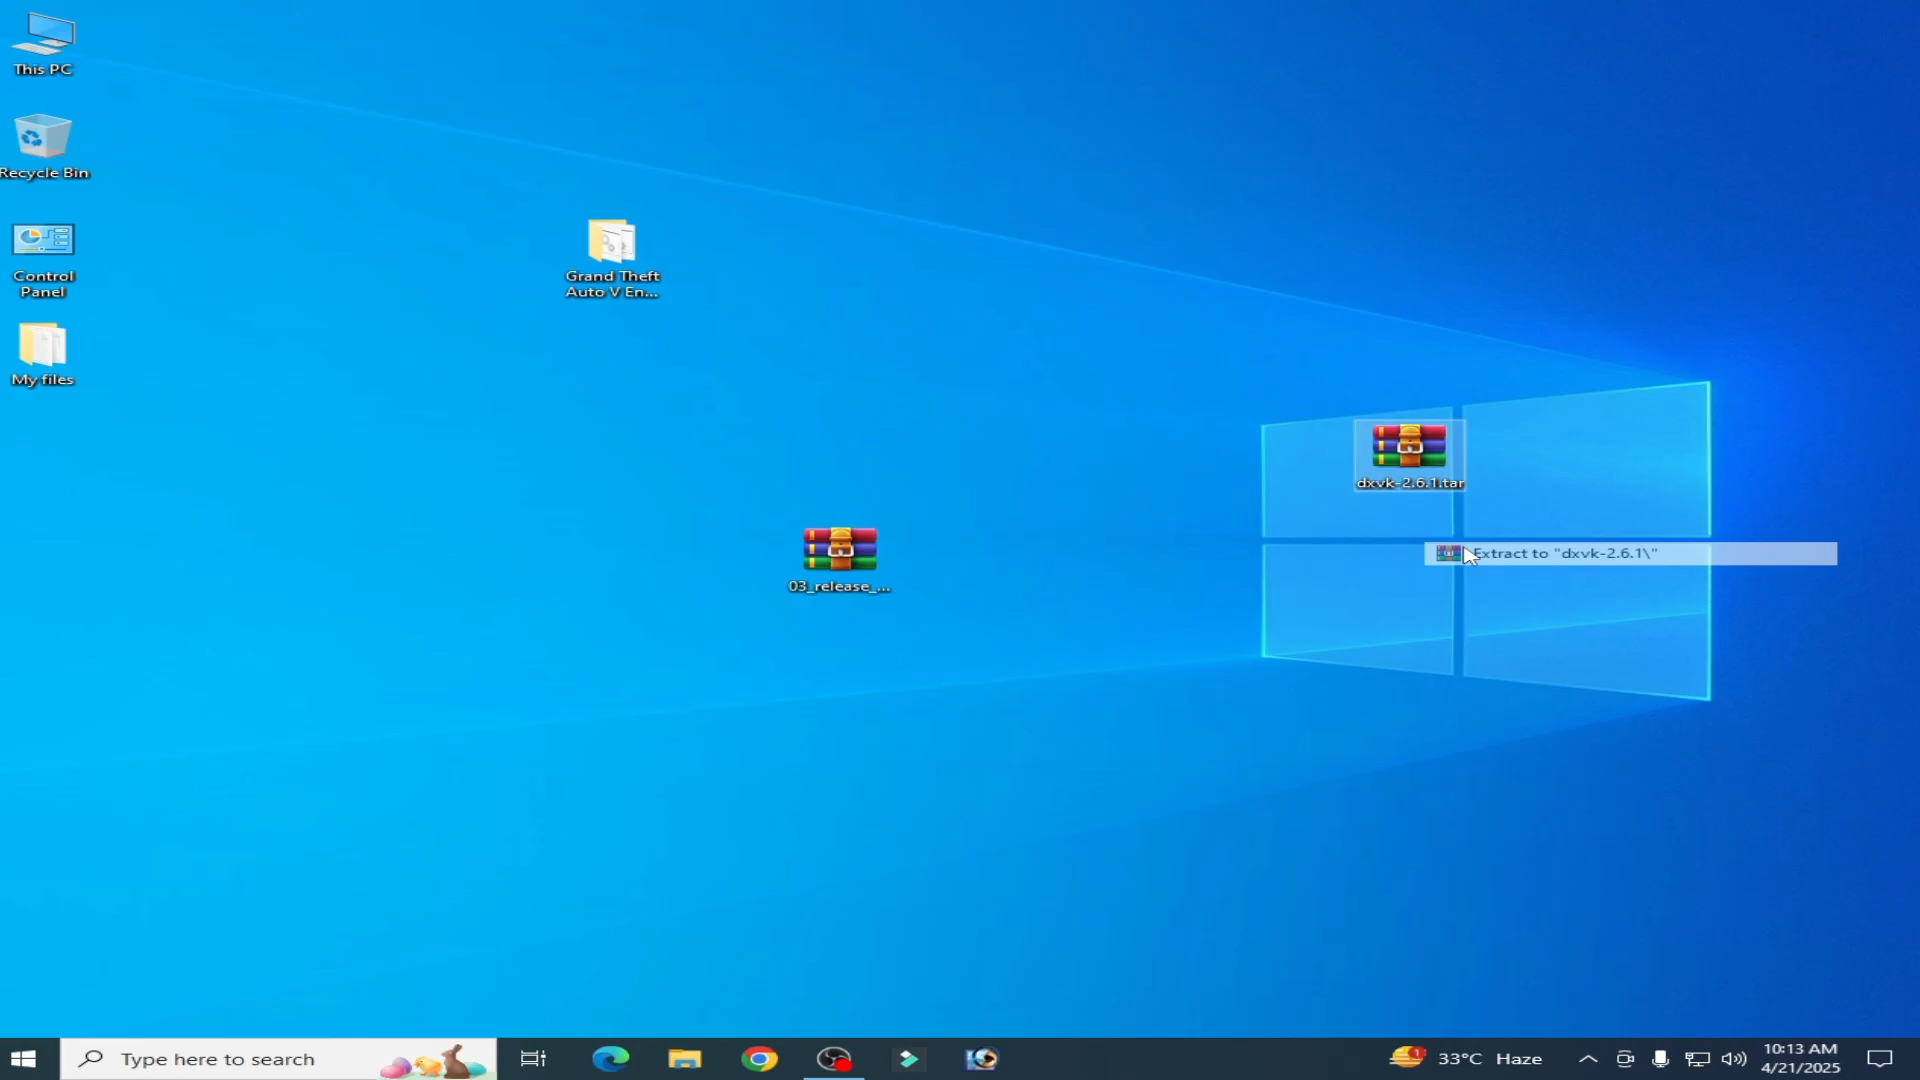 This PC
Recycle Bin
Control
Panel
My files
Grand Theft
Auto V En...
03_release_...
dxvk-2.6.1.tar
Extract to "dxvk-2.6.1\"
Type here to search
1
33°C Haze
10:13 AM
4/21/2025